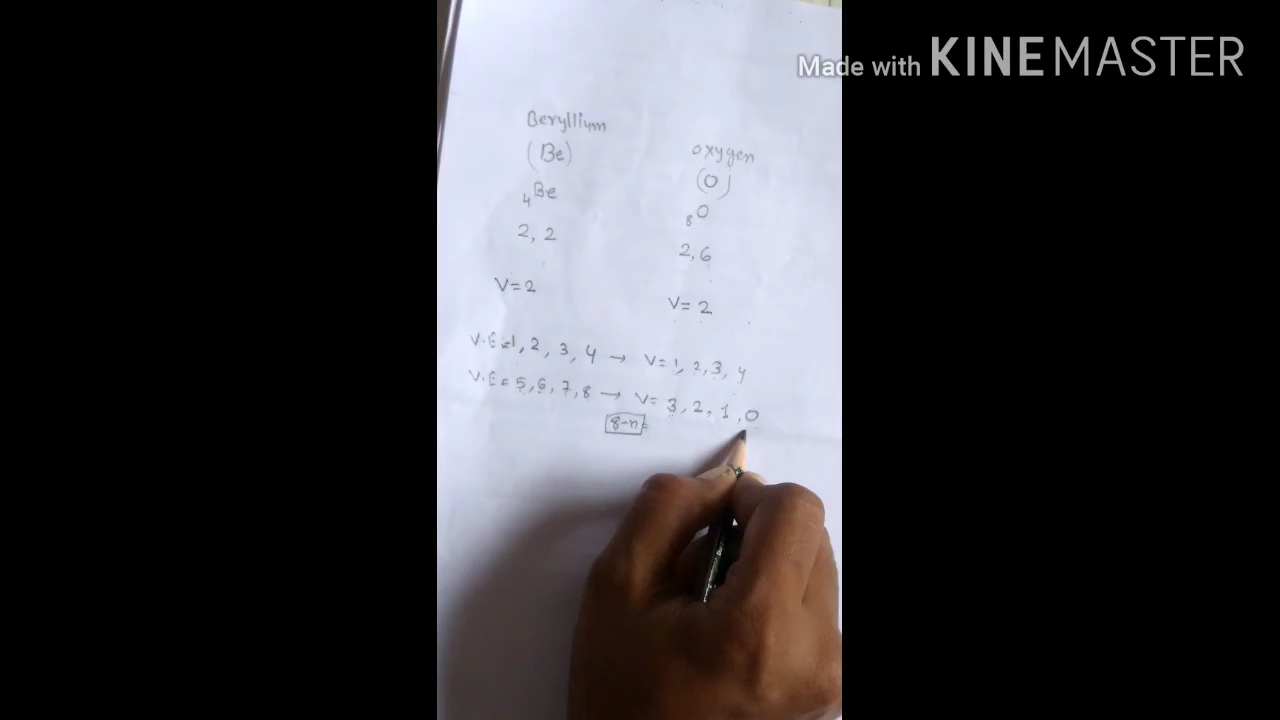 Made with KINEMASTER
Beryllium
(Be)
₄Be
2, 2
V=2
oxygen
(O)
₈O
2,6
V= 2
V.E=1, 2, 3, 4 → V=1, 2,3, 4
V.E=5,6,7,8 → V= 3, 2, 1, 0
8-n=